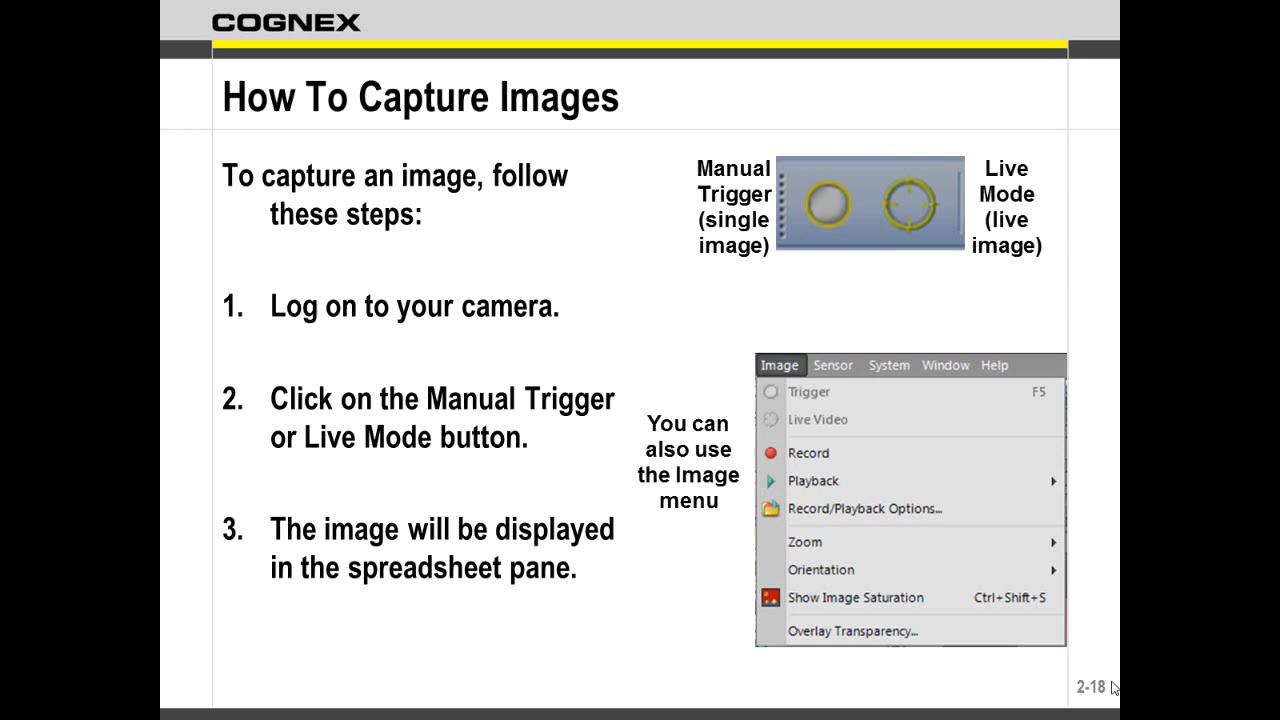 COGNEX
How To Capture Images
To capture an image, follow
these steps:
1. Log on to your camera.
2. Click on the Manual Trigger
or Live Mode button.
3. The image will be displayed
in the spreadsheet pane.
Manual
Trigger
(single
image)
Live
Mode
(live
image)
You can
also use
the Image
menu
Image Sensor System Window Help
Trigger F5
Live Video
Record
Playback
Record/Playback Options...
Zoom
Orientation
Show Image Saturation Ctrl+Shift+S
Overlay Transparency...
2-18